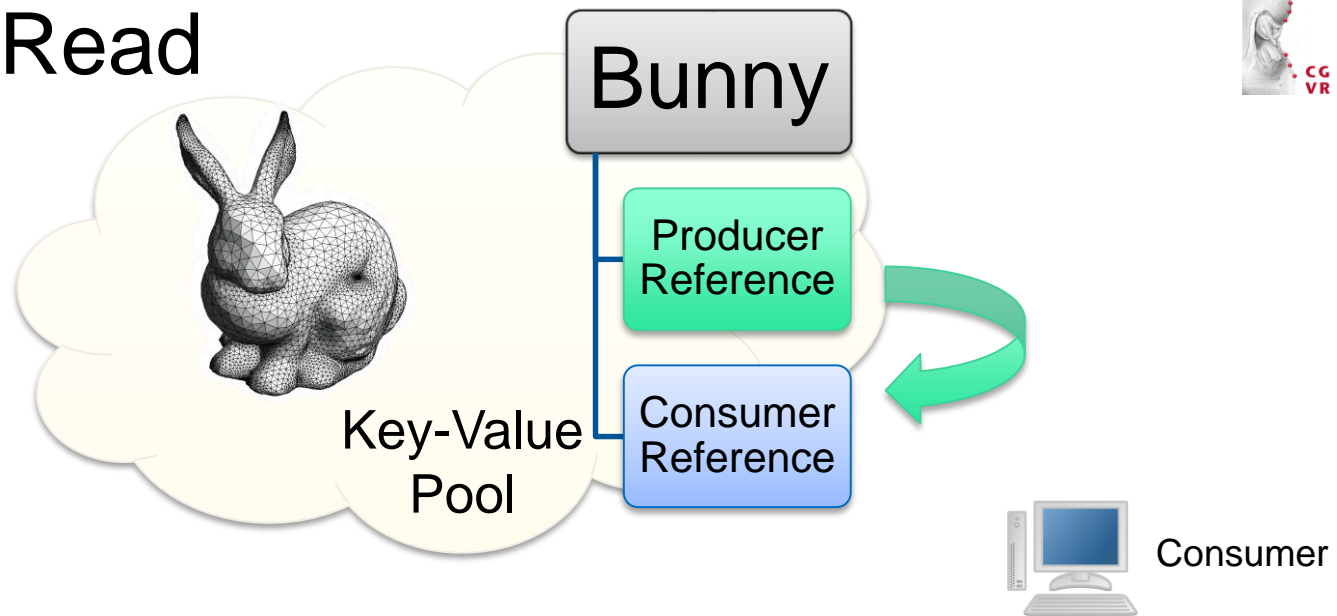 Read
Bunny
CG
VR
Producer
Reference
Consumer
Reference
Key-Value
Pool
Consumer